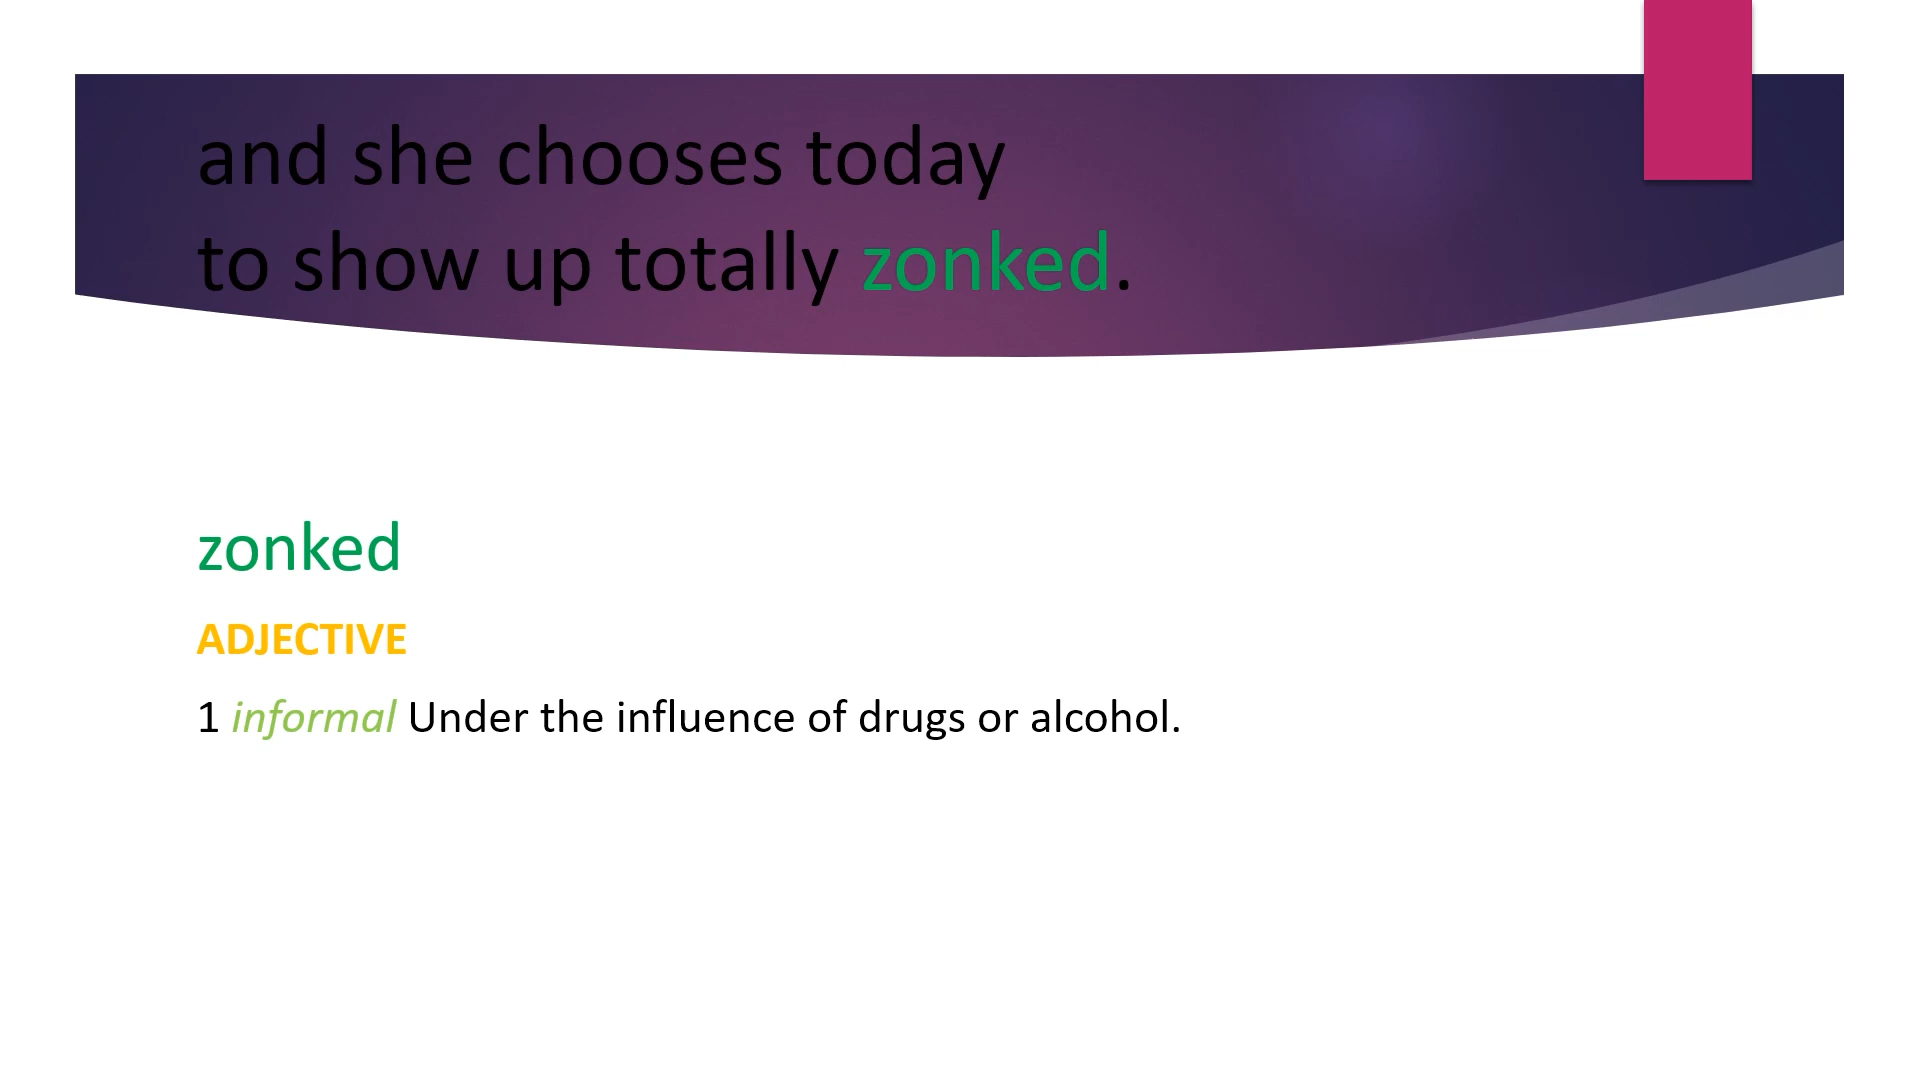 and she chooses today
to show up totally zonked.
zonked
ADJECTIVE
1 informal Under the influence of drugs or alcohol.